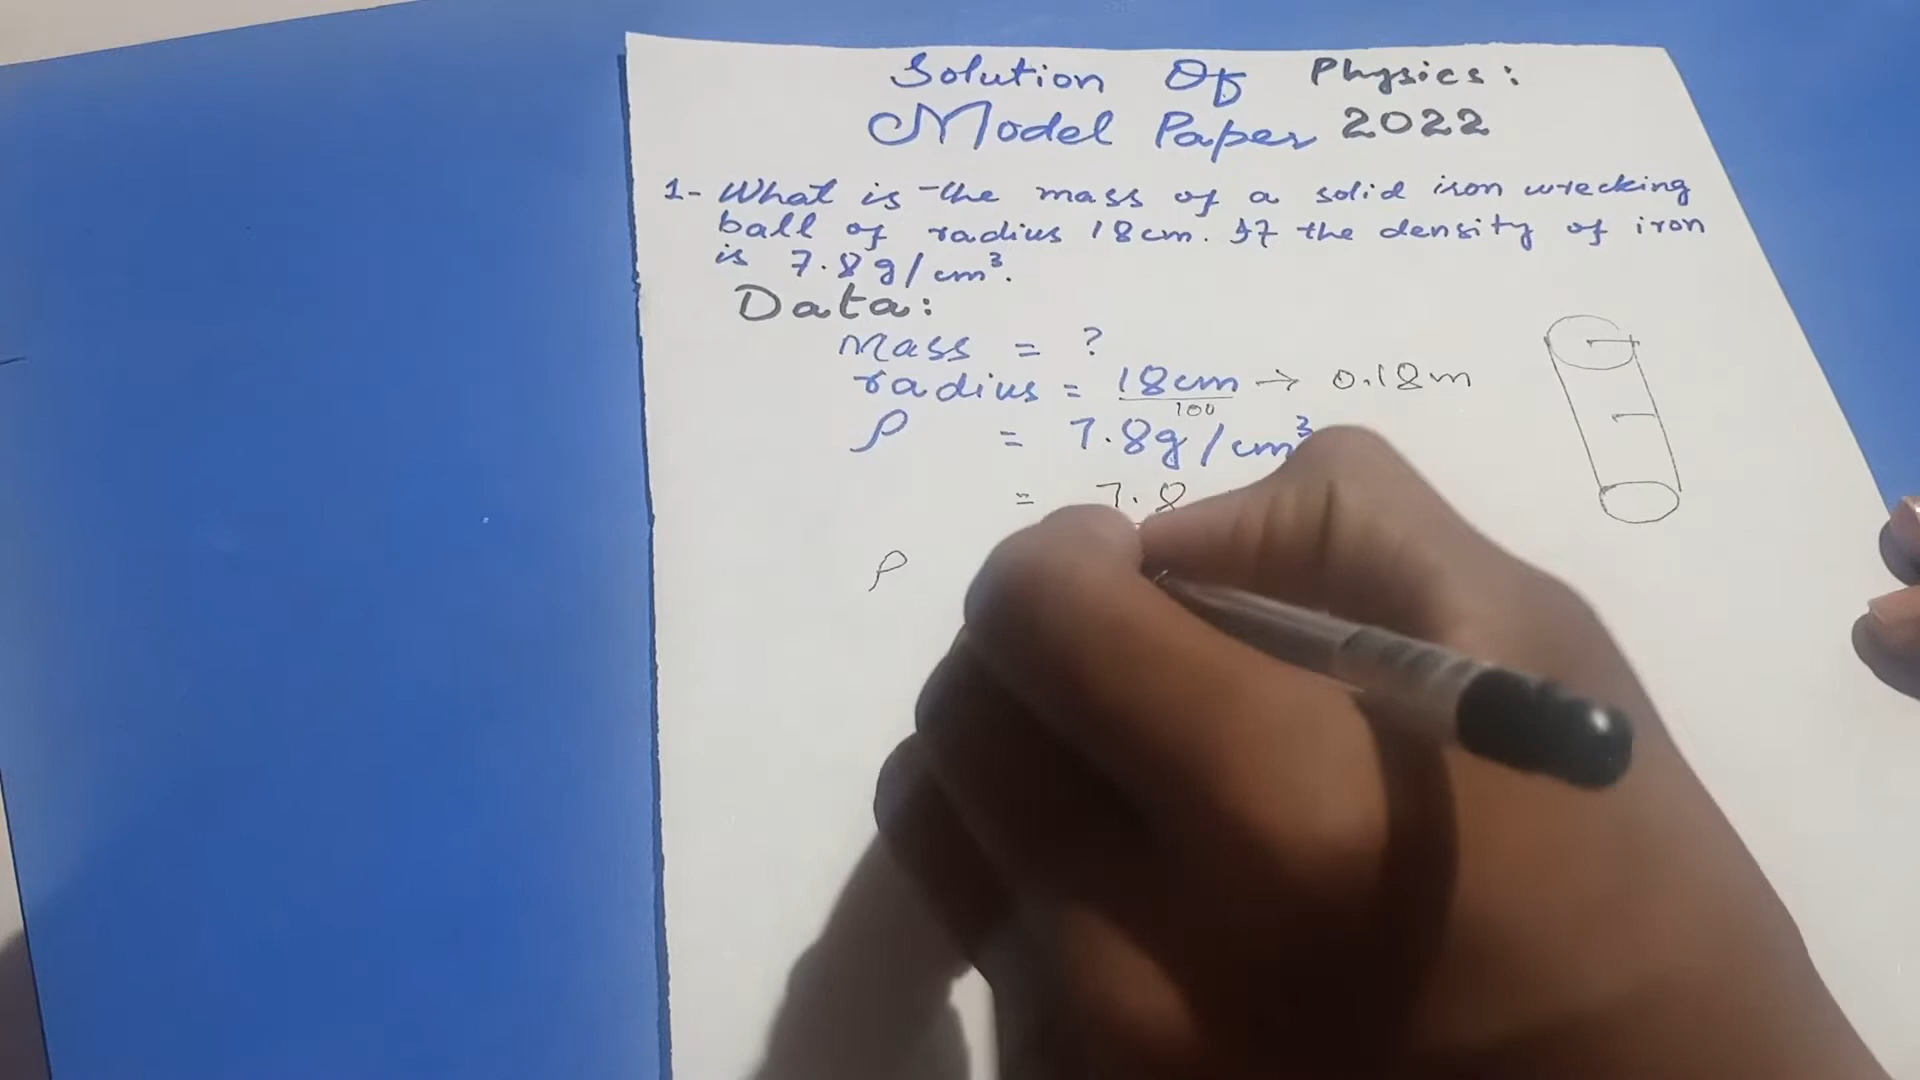 Solution Of Physics:
Model Paper 2022
1- What is the mass of a solid iron wrecking
ball of radius 18cm. If the density of iron
is 7.8g/cm³.
Data:
Mass = ?
radius = 18cm → 0.18m
100
ρ = 7.8g/cm³
= 7.8
ρ